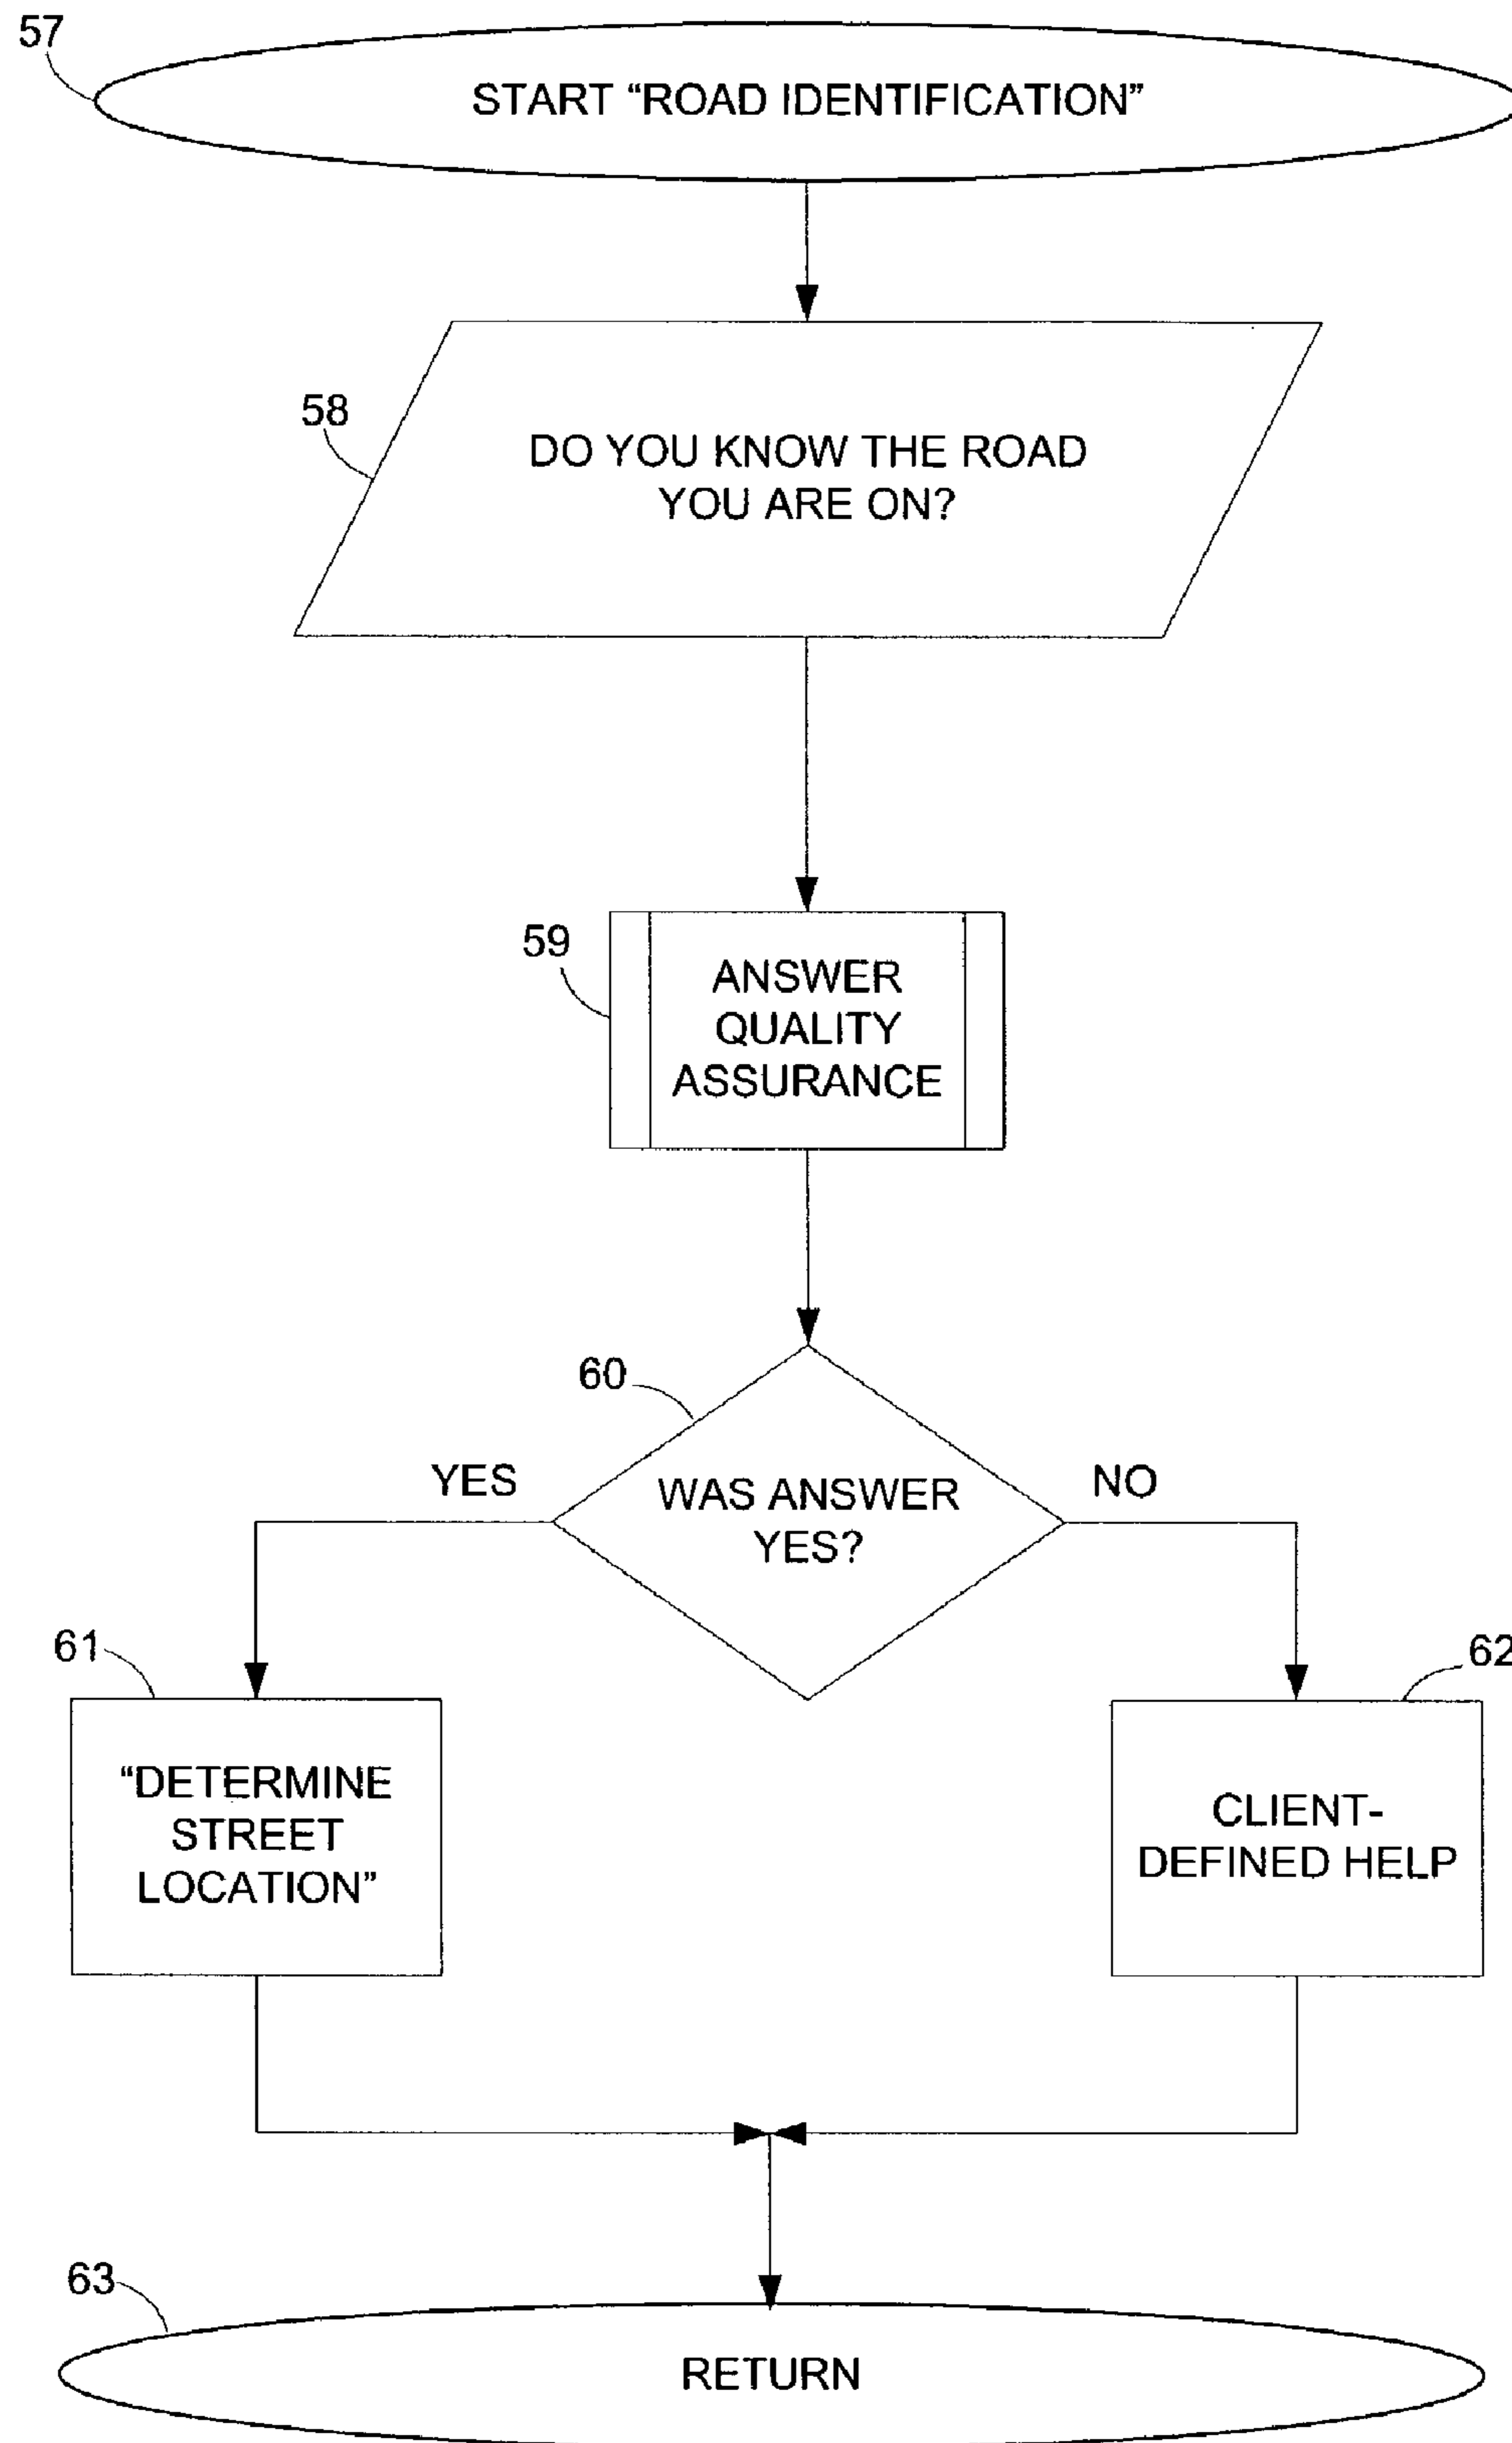 57
START “ROAD IDENTIFICATION”
58
DO YOU KNOW THE ROAD
YOU ARE ON?
59
ANSWER
QUALITY
ASSURANCE
60
YES
WAS ANSWER
YES?
NO
61
“DETERMINE
STREET
LOCATION”
62
CLIENT-
DEFINED HELP
63
RETURN